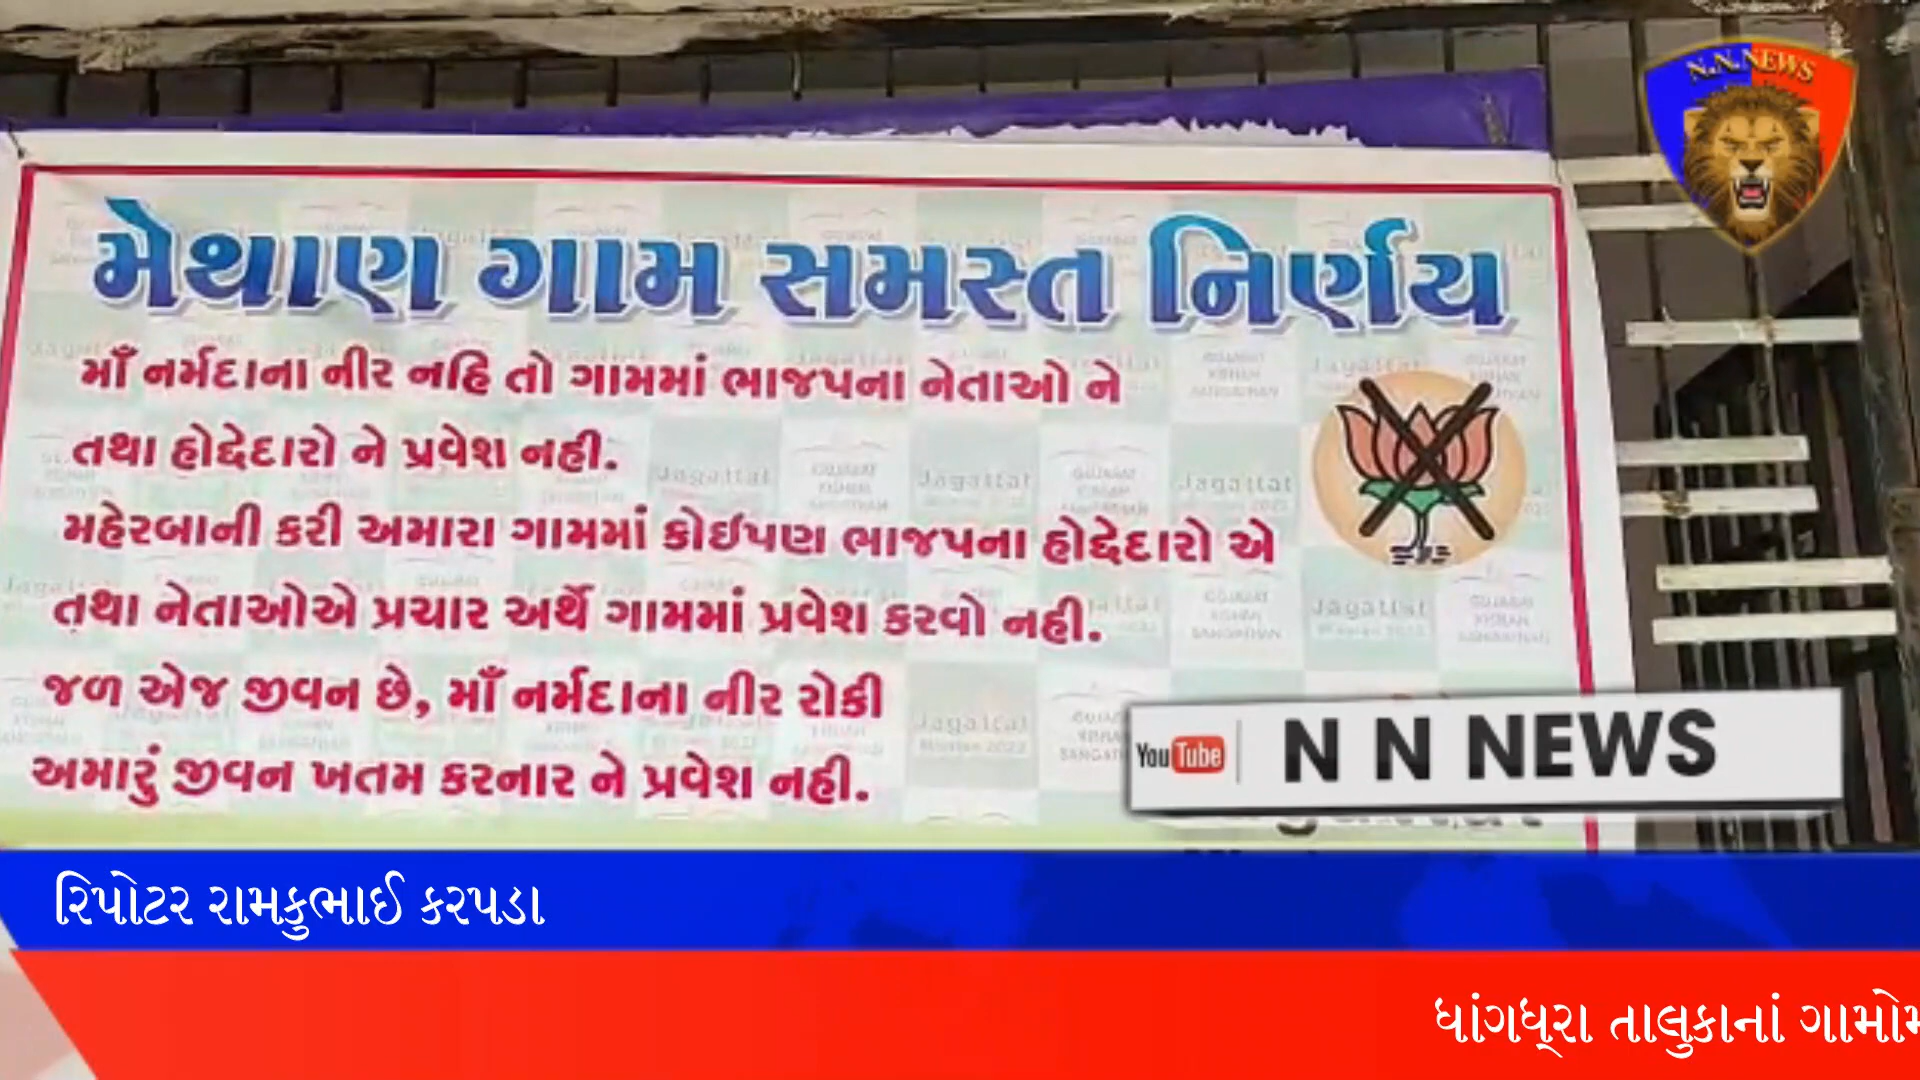 N.N.NEWS
મેથાણ ગામ સમસ્ત નિર્ણય
માઁ નર્મદાના નીર નહિ તો ગામમાં ભાજપના નેતાઓ ને
તથા હોદ્દેદારો ને પ્રવેશ નહી.
મહેરબાની કરી અમારા ગામમાં કોઈપણ ભાજપના હોદ્દેદારો એ
તથા નેતાઓએ પ્રચાર અર્થે ગામમાં પ્રવેશ કરવો નહી.
જળ એજ જીવન છે, માઁ નર્મદાના નીર રોકી
અમારું જીવન ખતમ કરનાર ને પ્રવેશ નહી.
YouTube N N NEWS
રિપોટર રામકુભાઈ કરપડા
ધાંગધ્રા તાલુકાનાં